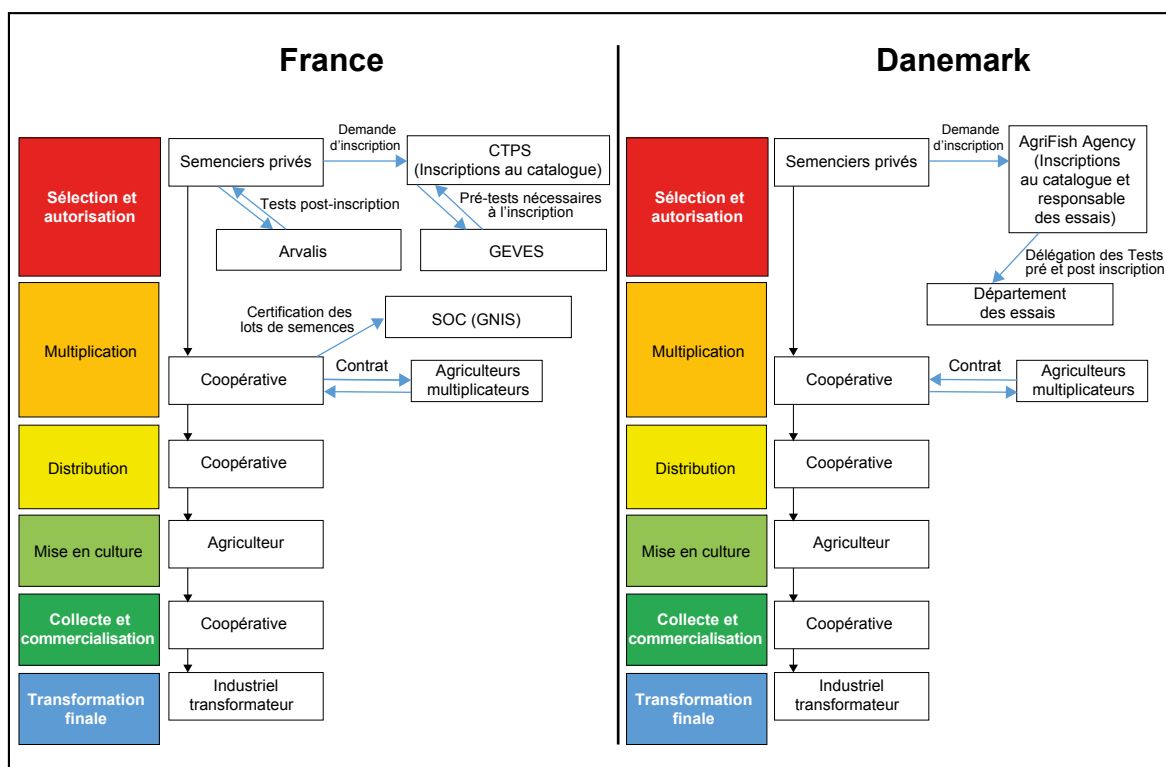 France
Sélection et
autorisation
Semenciers privés
Demande
d'inscription
CTPS
(Inscriptions au catalogue)
Tests post-inscription
Pré-tests nécessaires
à l'inscription
Arvalis
GEVES
Multiplication
Certification des
lots de semences
SOC (GNIS)
Coopérative
Contrat
Agriculteurs
multiplicateurs
Distribution
Coopérative
Mise en culture
Agriculteur
Collecte et
commercialisation
Coopérative
Transformation
finale
Industriel
transformateur
Danemark
Sélection et
autorisation
Semenciers privés
Demande
d'inscription
AgriFish Agency
(Inscriptions
au catalogue et
responsable
des essais)
Délégation des Tests
pré et post inscription
Département
des essais
Multiplication
Coopérative
Contrat
Agriculteurs
multiplicateurs
Distribution
Coopérative
Mise en culture
Agriculteur
Collecte et
commercialisation
Coopérative
Transformation
finale
Industriel
transformateur